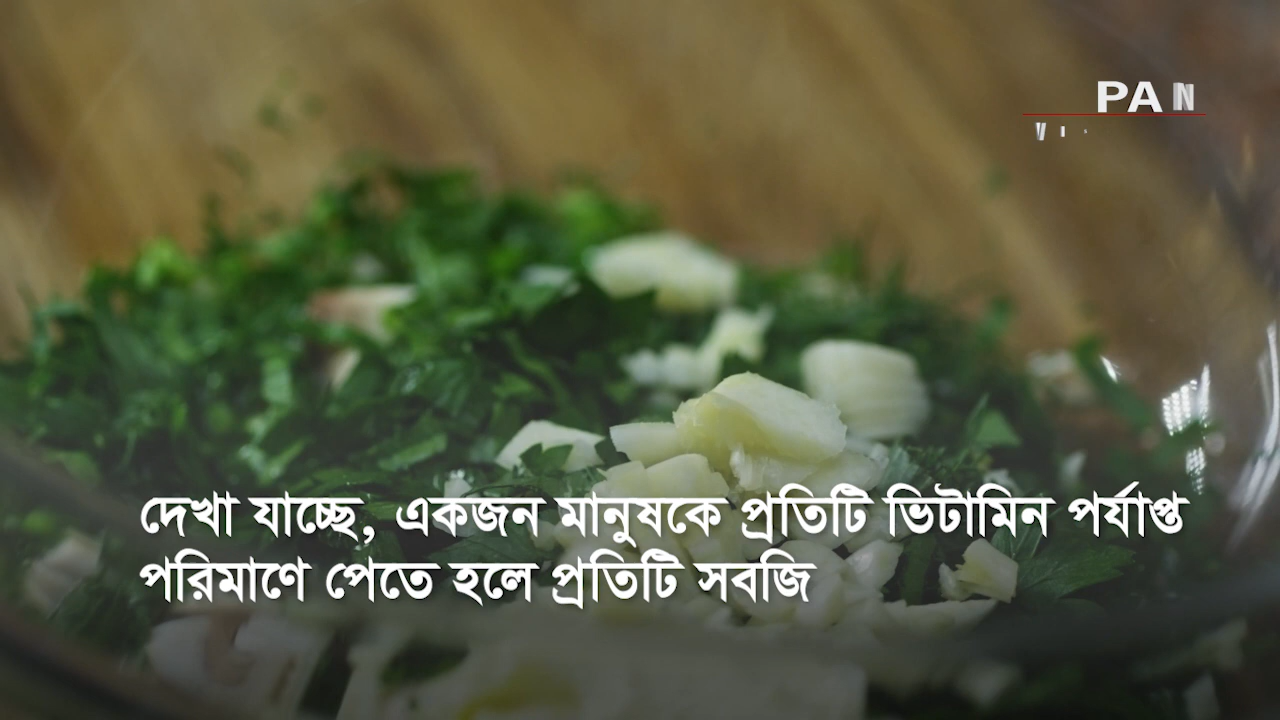 PAN
দেখা যাচ্ছে, একজন মানুষকে প্রতিটি ভিটামিন পর্যাপ্ত
পরিমাণে পেতে হলে প্রতিটি সবজি